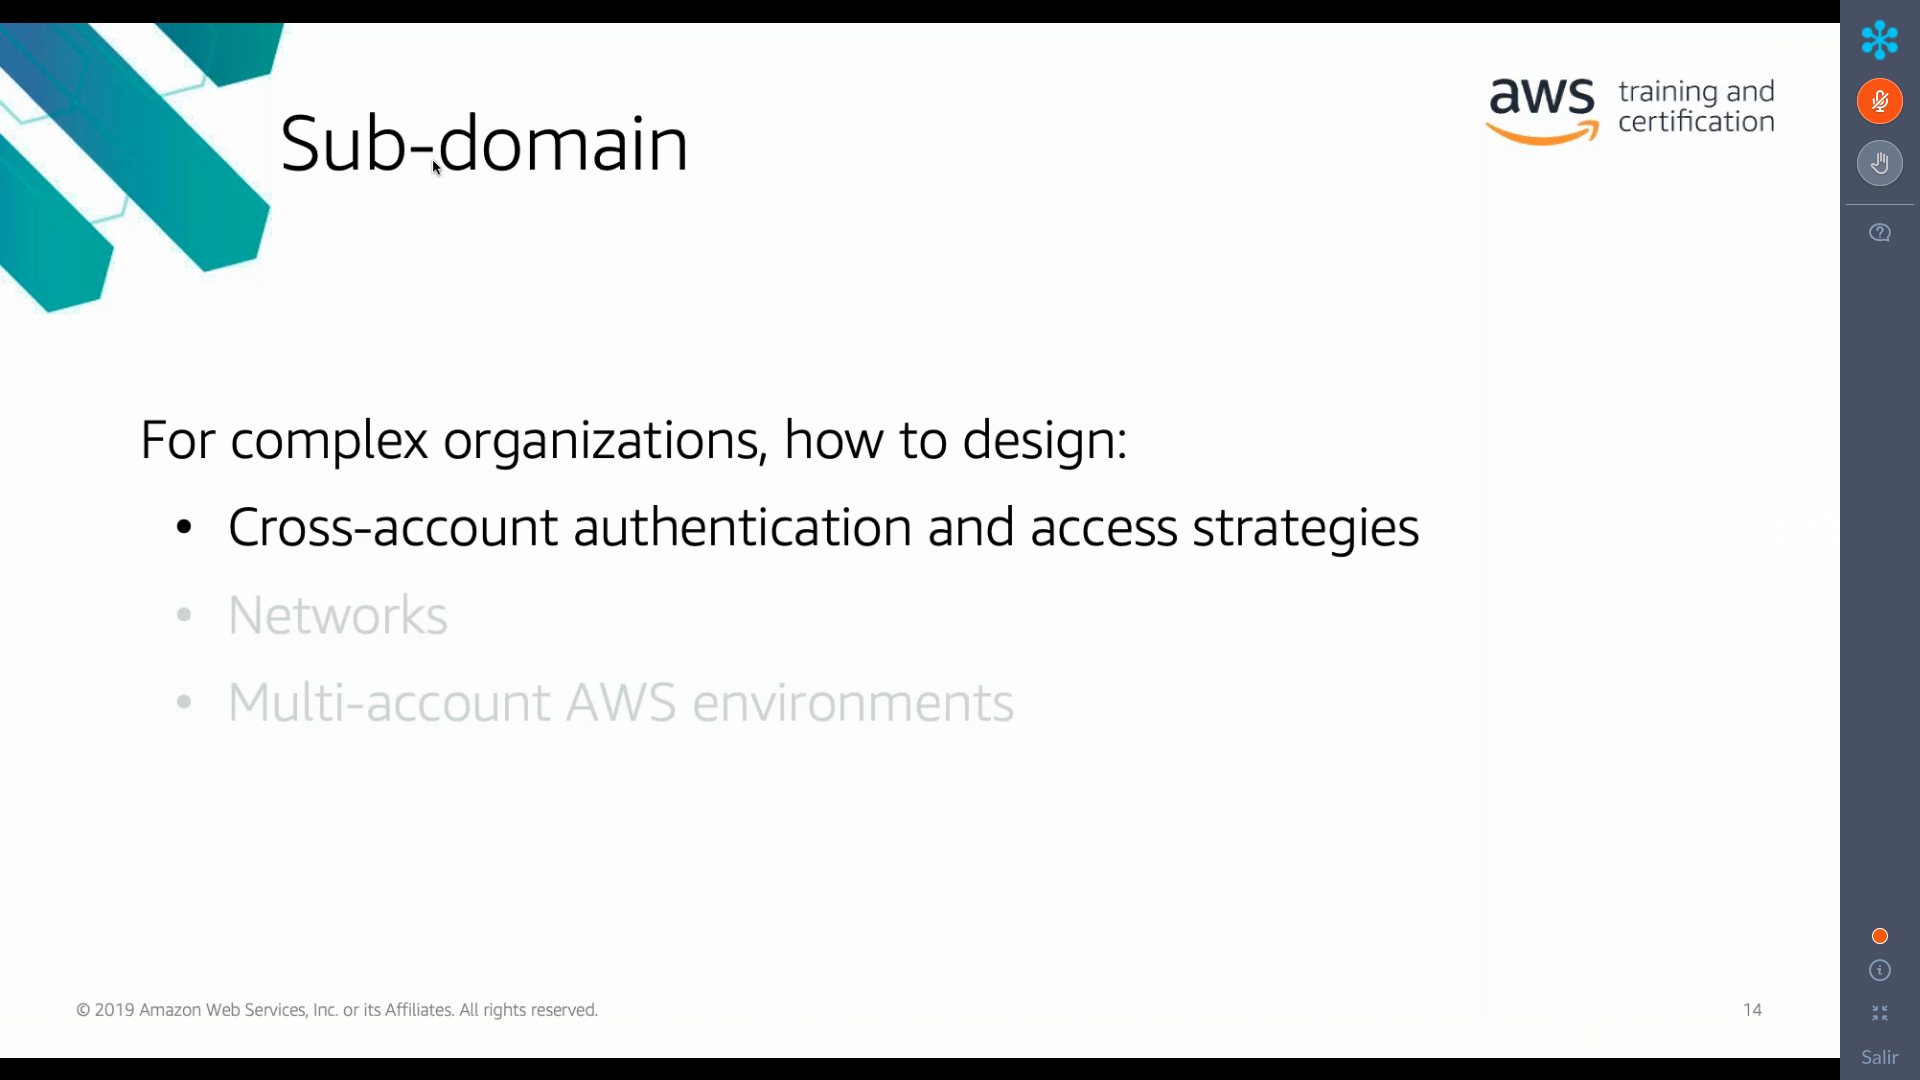 Sub-domain
aws training and
certification
For complex organizations, how to design:
• Cross-account authentication and access strategies
• Networks
• Multi-account AWS environments
© 2019 Amazon Web Services, Inc. or its Affiliates. All rights reserved.
14
Salir